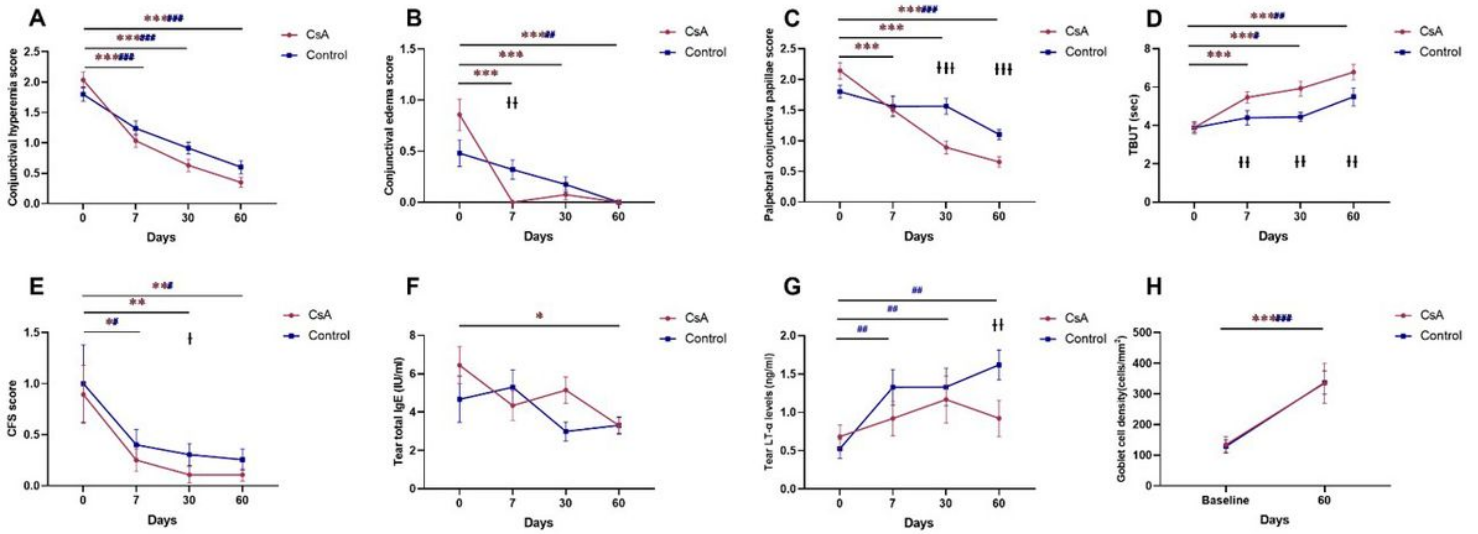 A
***###
***###
***###
Conjunctival hyperemia score
2.5
2.0
1.5
1.0
0.5
0.0
0 7 30 60
Days
CsA
Control
B
***##
***
***
ǂǂ
Conjunctival edema score
1.5
1.0
0.5
0.0
0 7 30 60
Days
CsA
Control
C
***###
***
***
ǂǂǂ ǂǂǂ
Palpebral conjunctiva papillae score
2.5
2.0
1.5
1.0
0.5
0.0
0 7 30 60
Days
CsA
Control
D
***##
***#
***
TBUT (sec)
8
6
4
2
0
ǂǂ ǂǂ ǂǂ
0 7 30 60
Days
CsA
Control
E
**#
**
*#
ǂ
CFS score
1.5
1.0
0.5
0.0
0 7 30 60
Days
CsA
Control
F
*
Tear total IgE (IU/ml)
8
6
4
2
0
0 7 30 60
Days
CsA
Control
G
##
##
##
ǂǂ
Tear LT-α levels (ng/ml)
2.0
1.5
1.0
0.5
0.0
0 7 30 60
Days
CsA
Control
H
***###
Goblet cell density(cells/mm²)
500
400
300
200
100
0
Baseline 60
Days
CsA
Control